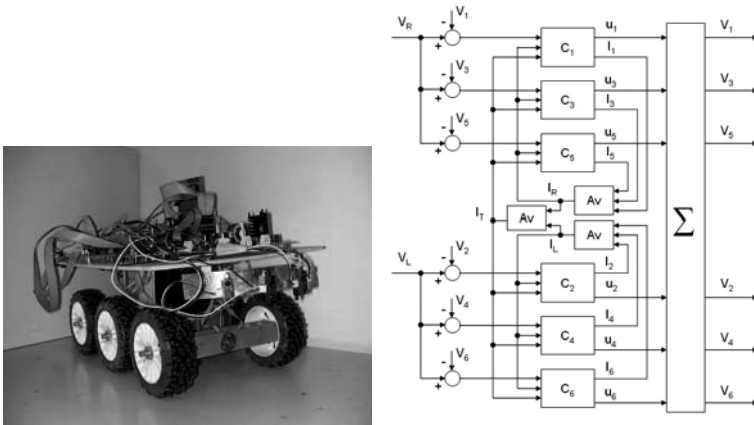 V1
VR
u1
V1
I1
C1
V3
u3
V3
I3
C3
V5
u5
V5
I5
C5
IR
Av
IT
Av
Σ
Av
IL
V2
I2
V2
VL
C2
u2
V4
I4
V4
C4
u4
V6
I6
V6
C6
u6